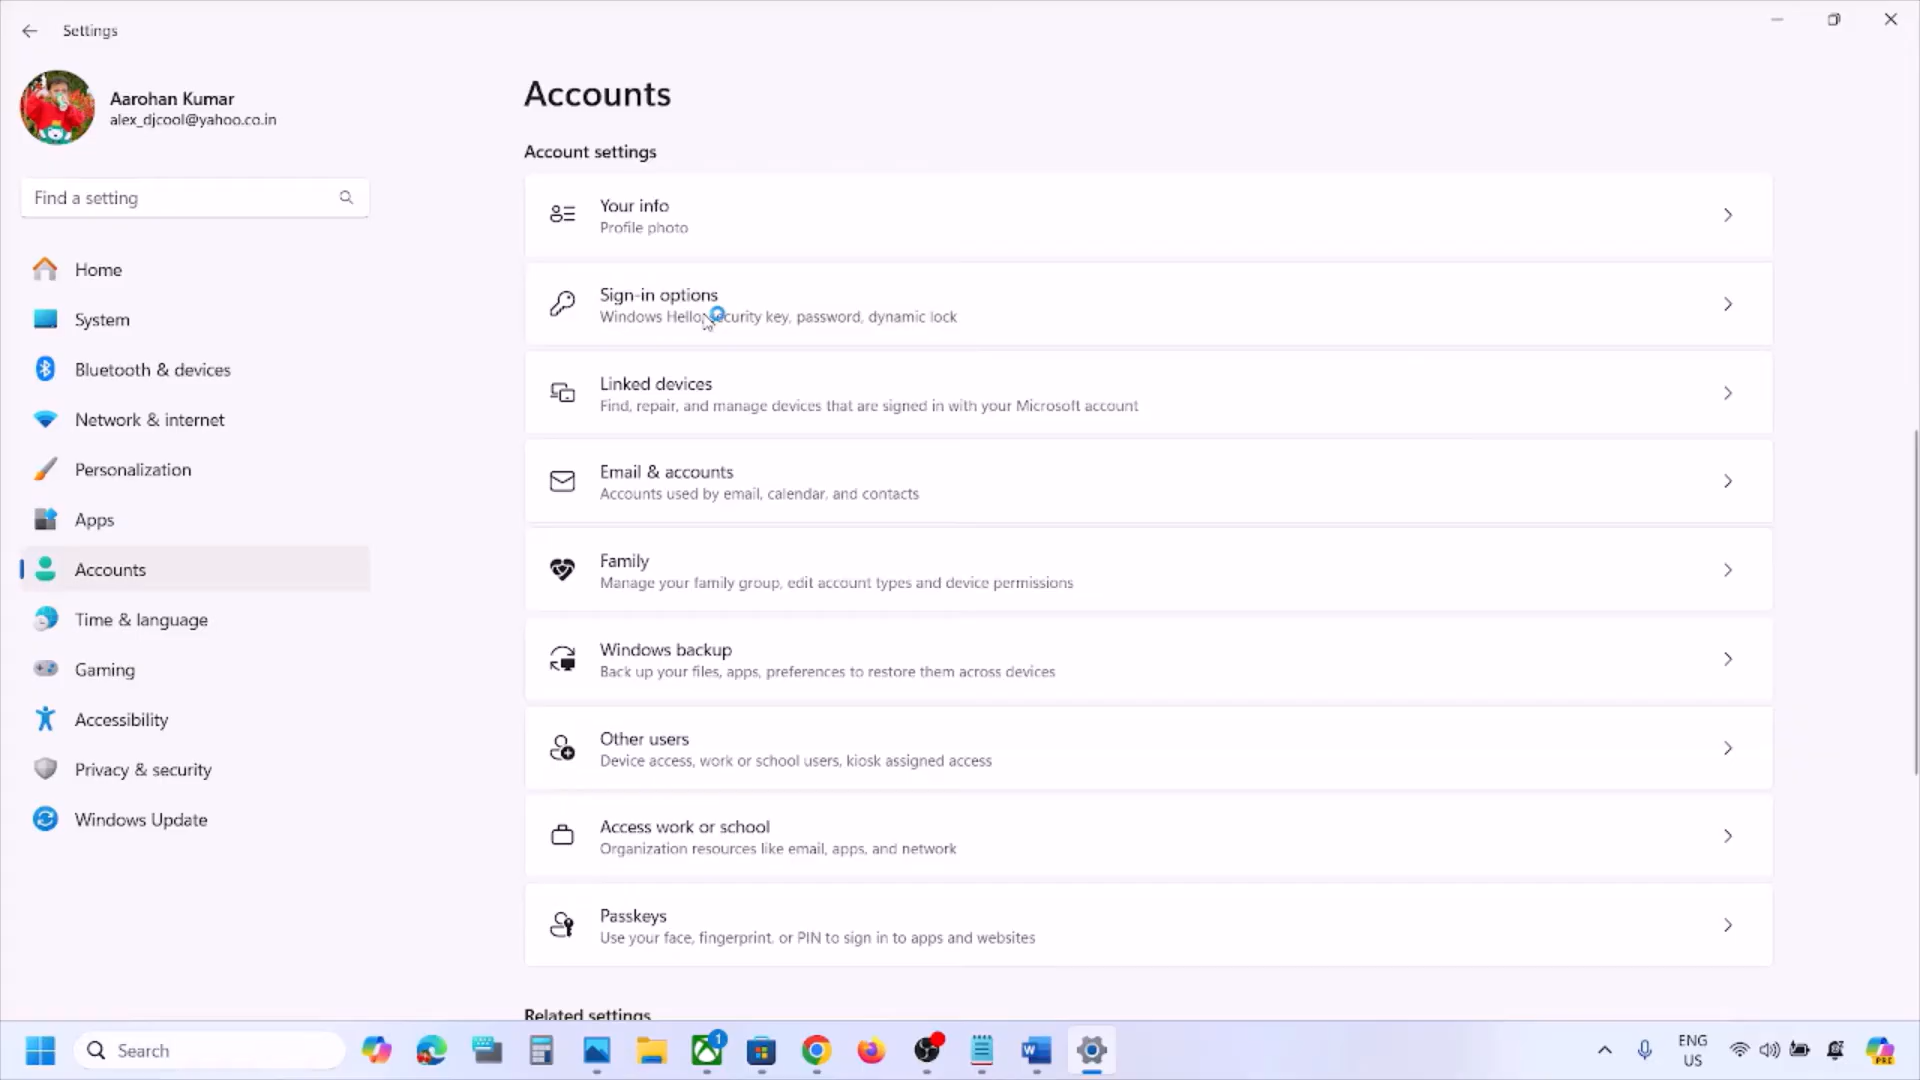 Settings
Aarohan Kumar
alex_djcool@yahoo.co.in
Find a setting
Home
System
Bluetooth & devices
Network & internet
Personalization
Apps
Accounts
Time & language
Gaming
Accessibility
Privacy & security
Windows Update
Accounts
Account settings
Your info
Profile photo
Sign-in options
Windows Hello, security key, password, dynamic lock
Linked devices
Find, repair, and manage devices that are signed in with your Microsoft account
Email & accounts
Accounts used by email, calendar, and contacts
Family
Manage your family group, edit account types and device permissions
Windows backup
Back up your files, apps, preferences to restore them across devices
Other users
Device access, work or school users, kiosk assigned access
Access work or school
Organization resources like email, apps, and network
Passkeys
Use your face, fingerprint, or PIN to sign in to apps and websites
Related settings
Search
1
ENG
US
PRE